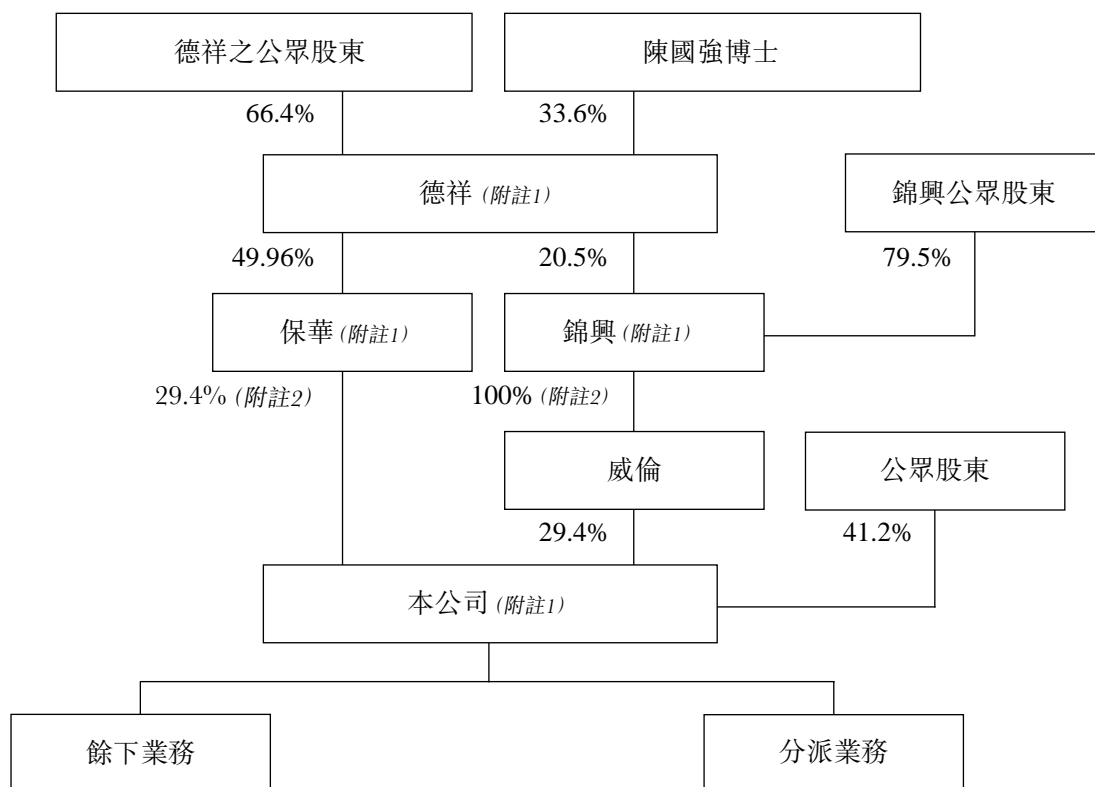 德祥之公眾股東
陳國強博士
66.4%
33.6%
德祥 (附註1)
錦興公眾股東
49.96%
20.5%
79.5%
保華 (附註1)
錦興 (附註1)
29.4% (附註2)
100% (附註2)
威倫
公眾股東
29.4%
41.2%
本公司 (附註1)
餘下業務
分派業務